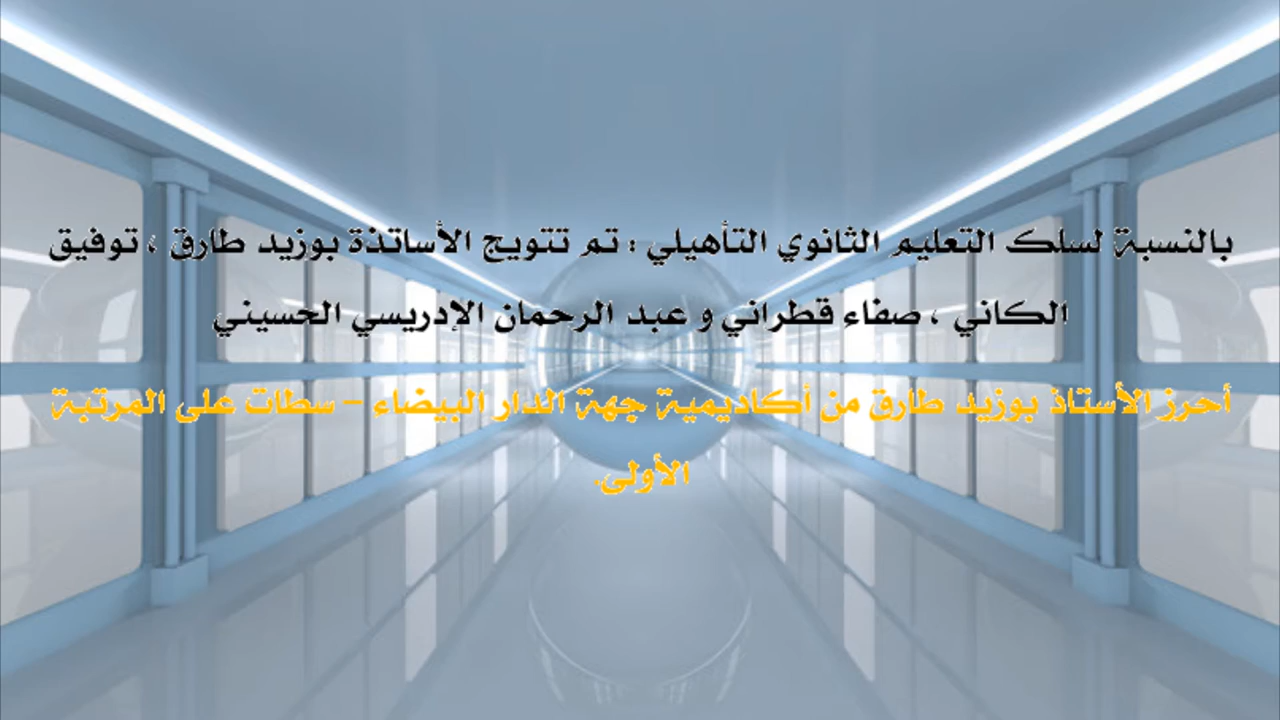 بالنسبة لسلك التعليم الثانوي التأهيلي : تم تتويج الأساتذة بوزيد طارق ، توفيق
الكاني ، صفاء قطراني و عبد الرحمان الإدريسي الحسيني
أحرز الأستاذ بوزيد طارق من أكاديمية جهة الدار البيضاء – سطات على المرتبة
الأولى.